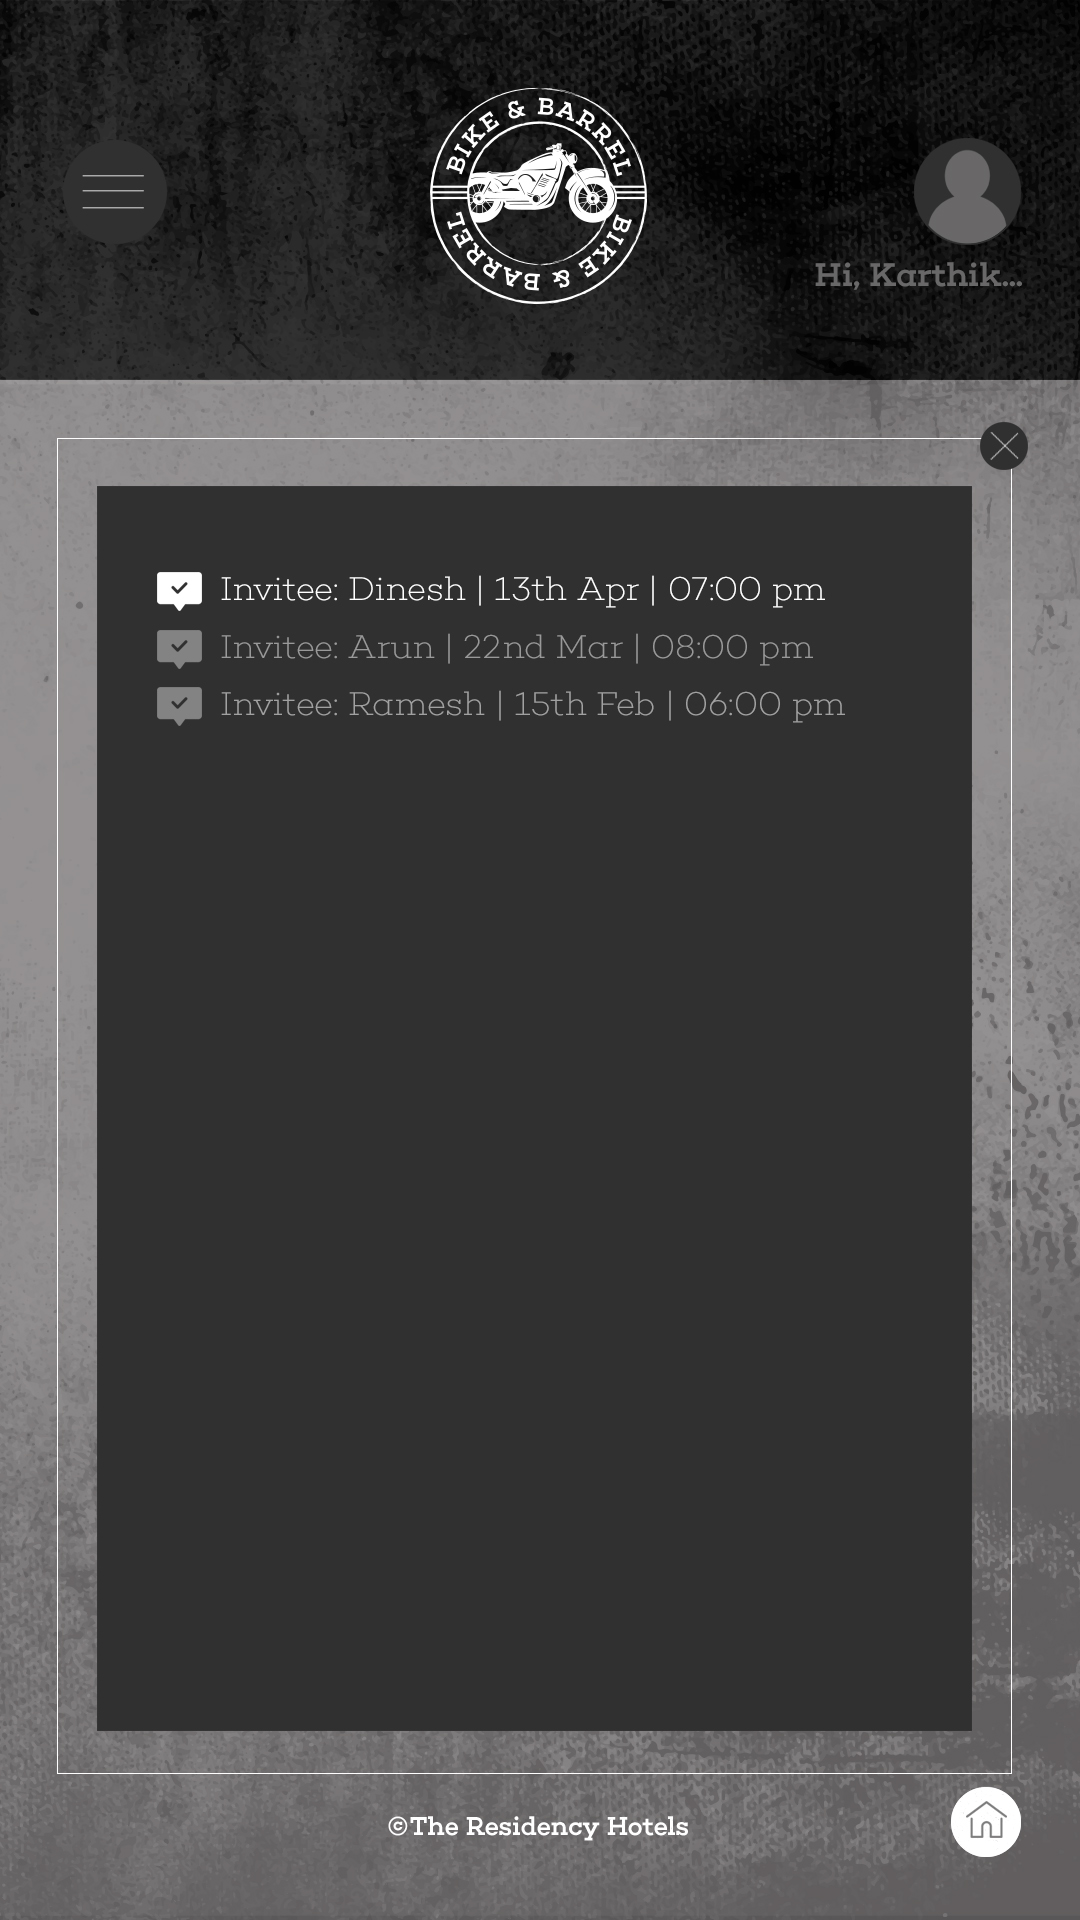 BIKE & BARREL
BIKE & BARREL
Hi, Karthik...
Invitee: Dinesh | 13th Apr | 07:00 pm
Invitee: Arun | 22nd Mar | 08:00 pm
Invitee: Ramesh | 15th Feb | 06:00 pm
©The Residency Hotels